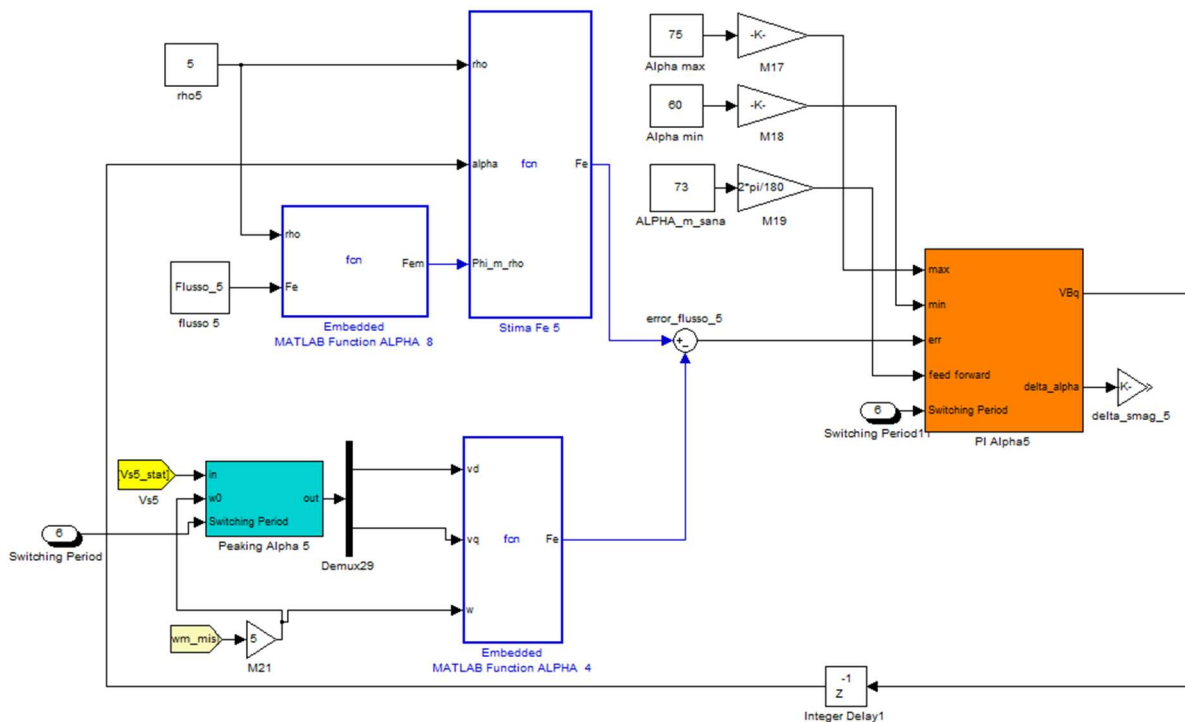 5
rho5
rho
alpha
Phi_m_rho
fcn
Fe
Stima Fe 5
rho
Fe
fcn
Fem
Embedded
MATLAB Function ALPHA 8
Flusso_5
flusso 5
75
Alpha max
-K-
M17
60
Alpha min
-K-
M18
73
ALPHA_m_sana
2*pi/180
M19
error_flusso_5
+
-
max
min
err
feed forward
Switching Period
VBq
delta_alpha
PI Alpha5
6
Switching Period11
K-
delta_smag_5
[Vs5_stat]
Vs5
6
Switching Period
in
w0
Switching Period
out
Peaking Alpha 5
Demux29
vd
vq
w
fcn
Fe
Embedded
MATLAB Function ALPHA 4
wm_mis
5
M21
-1
Z
Integer Delay1